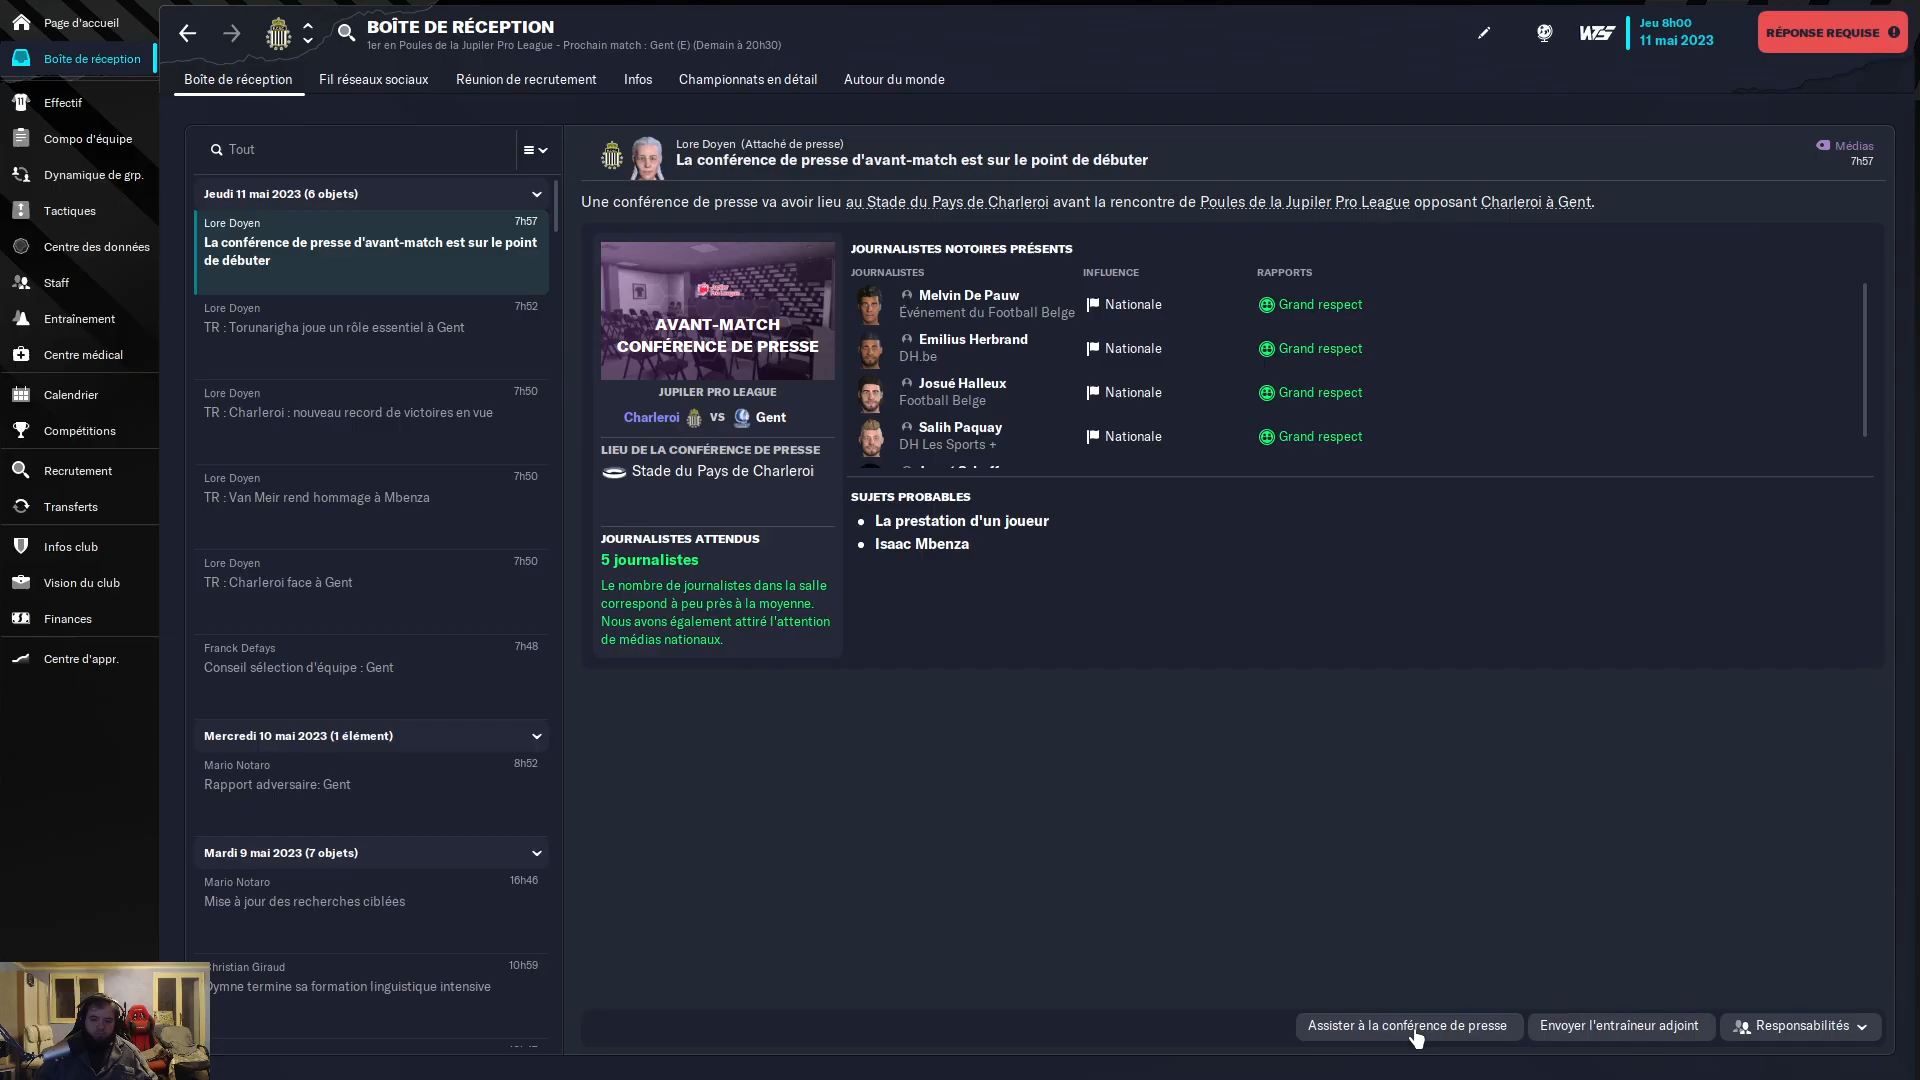 Page d'accueil
Boîte de réception
Effectif
Compo d'équipe
Dynamique de grp.
Tactiques
Centre des données
Staff
Entraînement
Centre médical
Calendrier
Compétitions
Recrutement
Transferts
Infos club
Vision du club
Finances
Centre d'appr.
BOÎTE DE RÉCEPTION
1er en Poules de la Jupiler Pro League - Prochain match : Gent (E) (Demain à 20h30)
Jeu 8h00
11 mai 2023
RÉPONSE REQUISE
Boîte de réception Fil réseaux sociaux Réunion de recrutement Infos Championnats en détail Autour du monde
Tout
Jeudi 11 mai 2023 (6 objets)
Lore Doyen 7h57
La conférence de presse d'avant-match est sur le point
de débuter
Lore Doyen 7h52
TR : Torunarigha joue un rôle essentiel à Gent
Lore Doyen 7h50
TR : Charleroi : nouveau record de victoires en vue
Lore Doyen 7h50
TR : Van Meir rend hommage à Mbenza
Lore Doyen 7h50
TR : Charleroi face à Gent
Franck Defays 7h48
Conseil sélection d'équipe : Gent
Mercredi 10 mai 2023 (1 élément)
Mario Notaro 8h52
Rapport adversaire: Gent
Mardi 9 mai 2023 (7 objets)
Mario Notaro 16h46
Mise à jour des recherches ciblées
Christian Giraud 10h59
Dymne termine sa formation linguistique intensive
Lore Doyen (Attaché de presse)
La conférence de presse d'avant-match est sur le point de débuter
Médias
7h57
Une conférence de presse va avoir lieu au Stade du Pays de Charleroi avant la rencontre de Poules de la Jupiler Pro League opposant Charleroi à Gent.
AVANT-MATCH
CONFÉRENCE DE PRESSE
JUPILER PRO LEAGUE
Charleroi VS Gent
LIEU DE LA CONFÉRENCE DE PRESSE
Stade du Pays de Charleroi
JOURNALISTES ATTENDUS
5 journalistes
Le nombre de journalistes dans la salle
correspond à peu près à la moyenne.
Nous avons également attiré l'attention
de médias nationaux.
JOURNALISTES NOTOIRES PRÉSENTS
JOURNALISTES INFLUENCE RAPPORTS
Melvin De Pauw Nationale Grand respect
Événement du Football Belge
Emilius Herbrand Nationale Grand respect
DH.be
Josué Halleux Nationale Grand respect
Football Belge
Salih Paquay Nationale Grand respect
DH Les Sports +
SUJETS PROBABLES
• La prestation d'un joueur
• Isaac Mbenza
Assister à la conférence de presse Envoyer l'entraîneur adjoint Responsabilités